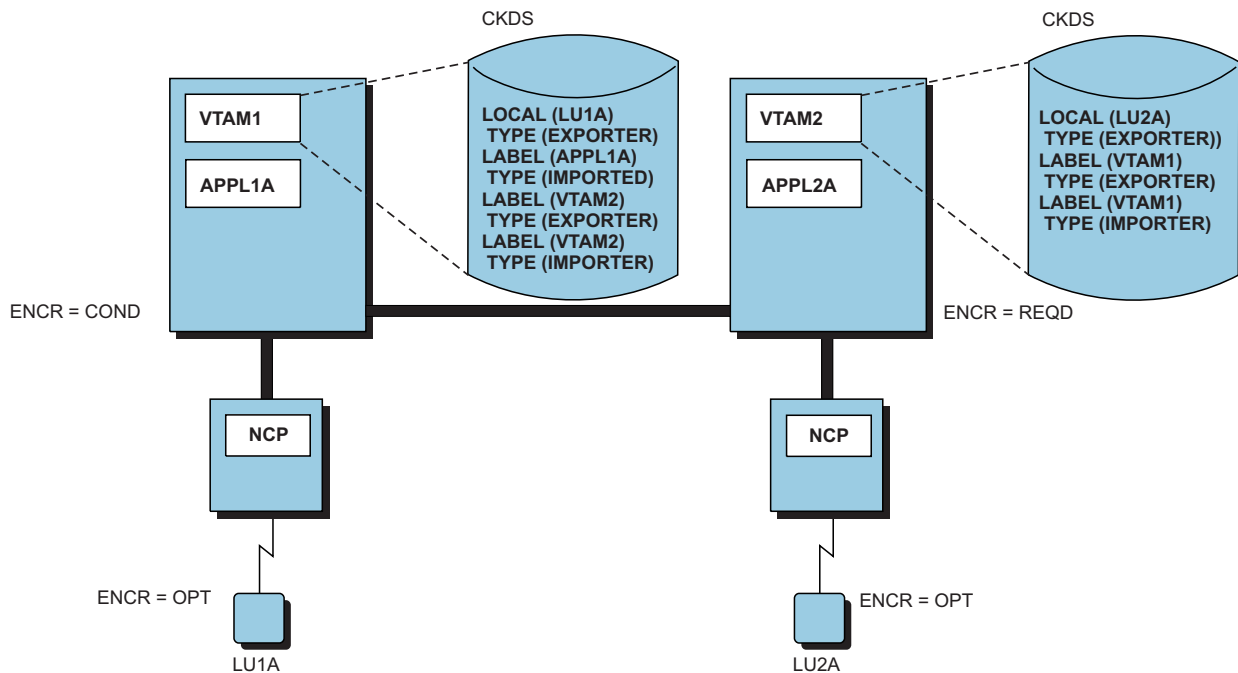 CKDS
VTAM1
APPL1A
LOCAL (LU1A)
TYPE (EXPORTER)
LABEL (APPL1A)
TYPE (IMPORTED)
LABEL (VTAM2)
TYPE (EXPORTER)
LABEL (VTAM2)
TYPE (IMPORTER)
CKDS
VTAM2
APPL2A
LOCAL (LU2A)
TYPE (EXPORTER))
LABEL (VTAM1)
TYPE (EXPORTER)
LABEL (VTAM1)
TYPE (IMPORTER)
ENCR = COND
ENCR = REQD
NCP
NCP
ENCR = OPT
ENCR = OPT
LU1A
LU2A